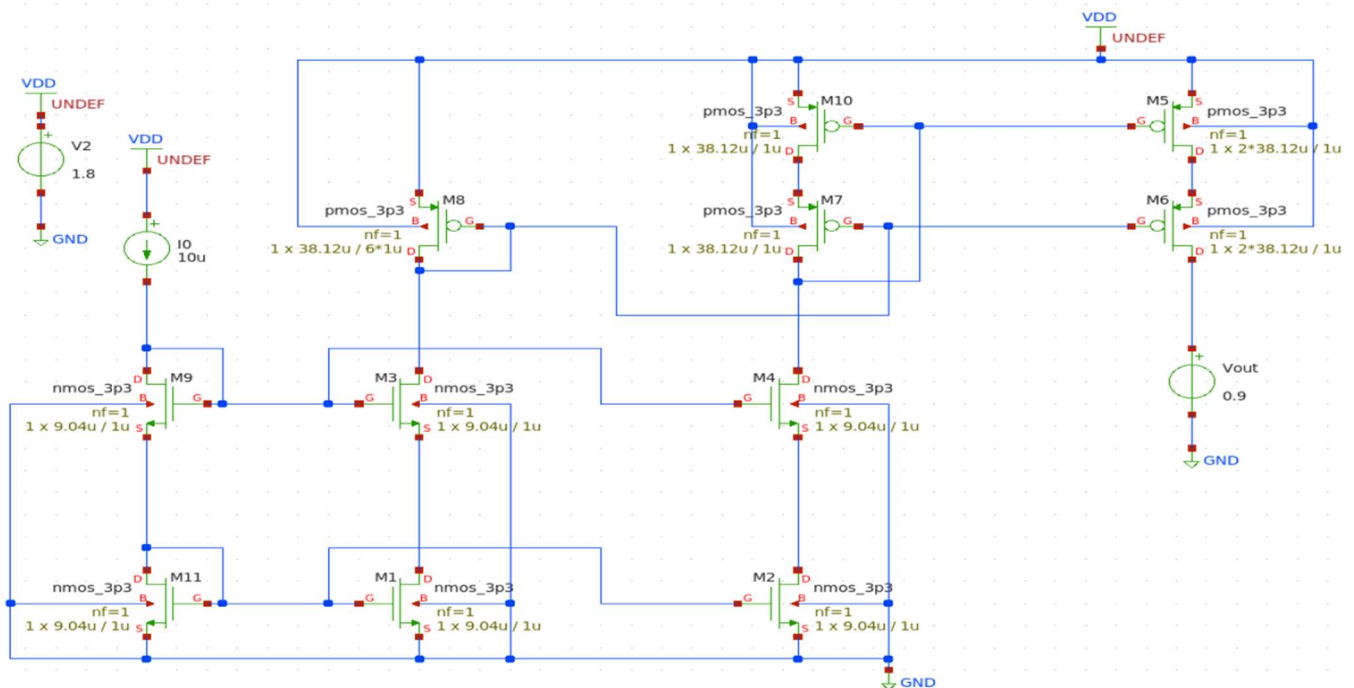 VDD
UNDEF
V2
1.8
GND
VDD
UNDEF
I0
10u
VDD
UNDEF
M8
pmos_3p3
S
B
G
D
nf=1
1 x 38.12u / 6*1u
M10
pmos_3p3
S
B
G
D
nf=1
1 x 38.12u / 1u
M5
pmos_3p3
S
G
B
D
nf=1
1 x 2*38.12u / 1u
M7
pmos_3p3
S
B
G
D
nf=1
1 x 38.12u / 1u
M6
pmos_3p3
S
G
B
D
nf=1
1 x 2*38.12u / 1u
M9
nmos_3p3
D
B
G
S
nf=1
1 x 9.04u / 1u
M3
nmos_3p3
D
G
B
S
nf=1
1 x 9.04u / 1u
M4
nmos_3p3
D
G
B
S
nf=1
1 x 9.04u / 1u
Vout
0.9
GND
M11
nmos_3p3
D
B
G
S
nf=1
1 x 9.04u / 1u
M1
nmos_3p3
D
G
B
S
nf=1
1 x 9.04u / 1u
M2
nmos_3p3
D
G
B
S
nf=1
1 x 9.04u / 1u
GND